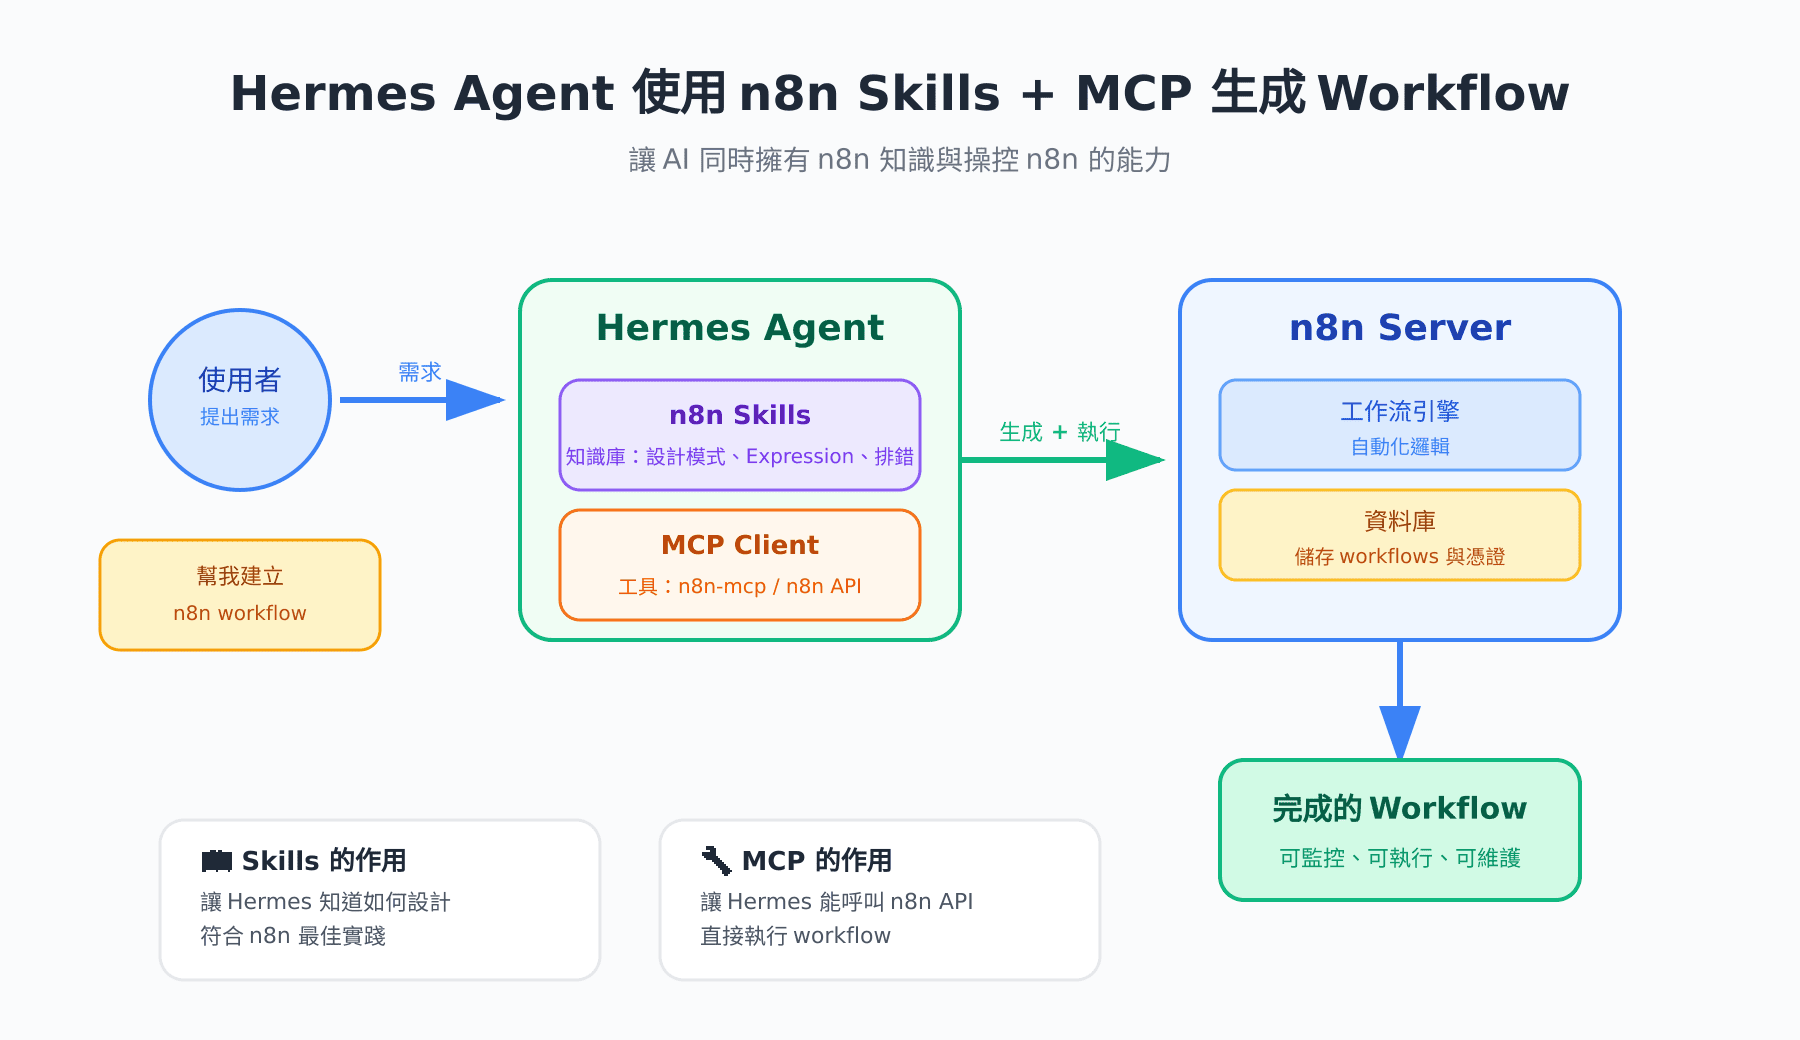 Hermes Agent 使用 n8n Skills + MCP 生成 Workflow
讓 AI 同時擁有 n8n 知識與操控 n8n 的能力
使用者
提出需求
需求
幫我建立
n8n workflow
Hermes Agent
n8n Skills
知識庫：設計模式、Expression、排錯
MCP Client
工具：n8n-mcp / n8n API
生成 + 執行
n8n Server
工作流引擎
自動化邏輯
資料庫
儲存 workflows 與憑證
完成的 Workflow
可監控、可執行、可維護
Skills 的作用
讓 Hermes 知道如何設計
符合 n8n 最佳實踐
MCP 的作用
讓 Hermes 能呼叫 n8n API
直接執行 workflow